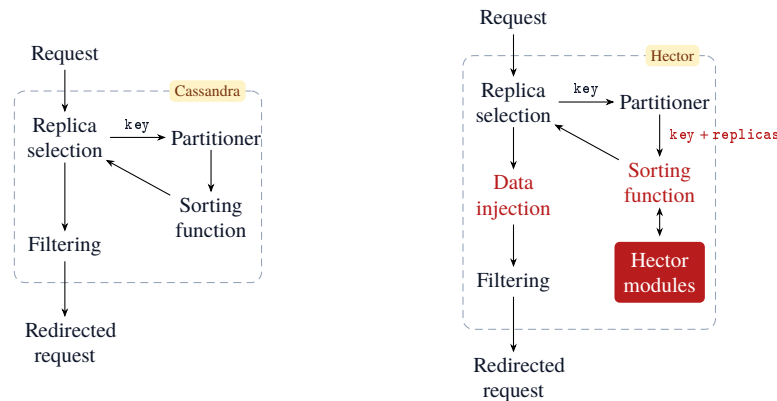 Request
Cassandra
Replica
selection
key
Partitioner
Sorting
function
Filtering
Redirected
request
Request
Hector
Replica
selection
key
Partitioner
key + replicas
Data
injection
Sorting
function
Filtering
Hector
modules
Redirected
request